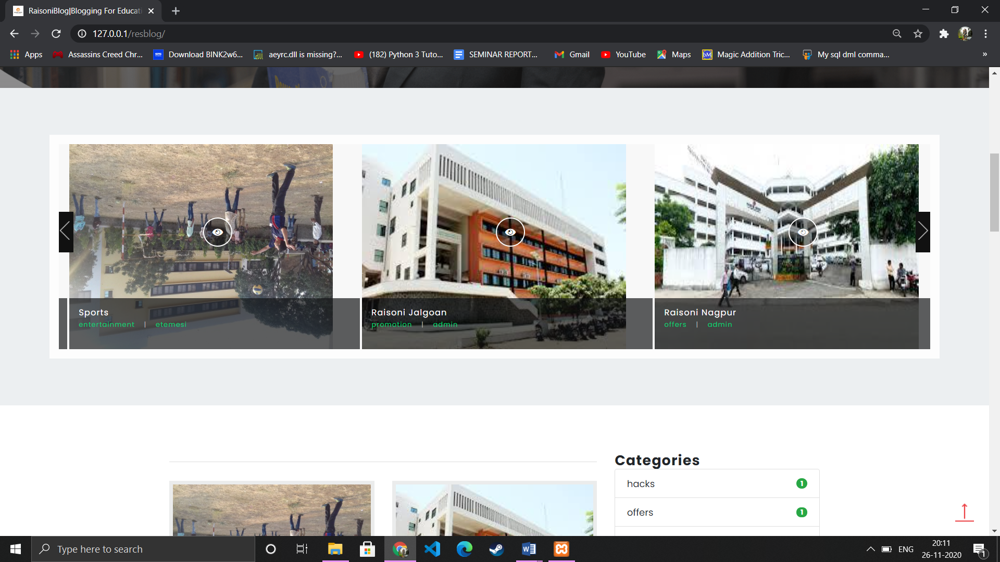 RaisoniBlog|Blogging For Educati
127.0.0.1/resblog/
Apps
Assassins Creed Chr...
Download BINK2w6...
aeyrc.dll is missing?...
(182) Python 3 Tuto...
SEMINAR REPORT...
Gmail
YouTube
Maps
bM
Magic Addition Tric...
My sql dml comma...
»
Sports
entertainment | etemesi
Raisoni Jalgoan
promotion | admin
Raisoni Nagpur
offers | admin
Categories
hacks 1
offers 1
Type here to search
ENG
20:11
26-11-2020
1